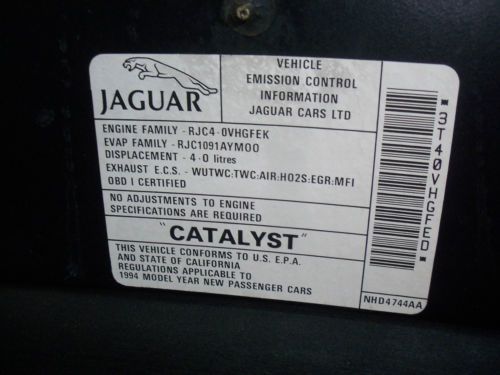 JAGUAR
VEHICLE
EMISSION CONTROL
INFORMATION
JAGUAR CARS LTD
ENGINE FAMILY - RJC4·0VHGFEK
EVAP FAMILY - RJC1091AYMOO
DISPLACEMENT - 4·0 litres
EXHAUST E.C.S. - WUTWC:TWC:AIR:HO2S:EGR:MFI
OBD I CERTIFIED
NO ADJUSTMENTS TO ENGINE
SPECIFICATIONS ARE REQUIRED
"CATALYST"
THIS VEHICLE CONFORMS TO U.S. E.P.A.
AND STATE OF CALIFORNIA
REGULATIONS APPLICABLE TO
1994 MODEL YEAR NEW PASSENGER CARS
*3T40VHGFED*
NHD4744AA